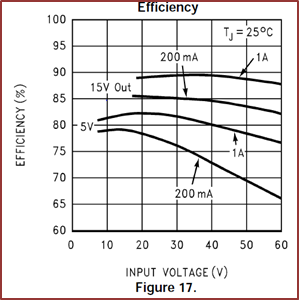 Efficiency
TJ = 25°C
100
95
90
85
80
75
70
65
60
EFFICIENCY (%)
200 mA
1A
15V Out
5V
1A
200 mA
0 10 20 30 40 50 60
INPUT VOLTAGE (V)
Figure 17.